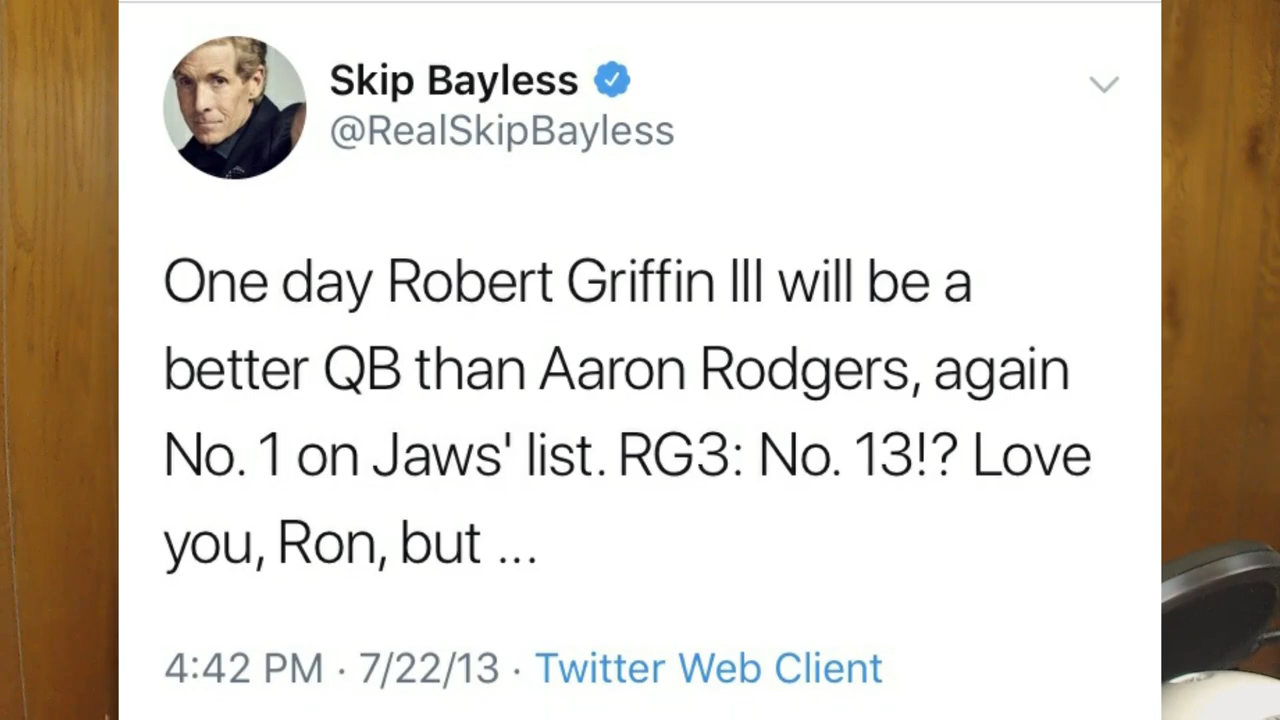 Skip Bayless
@RealSkipBayless
One day Robert Griffin III will be a
better QB than Aaron Rodgers, again
No. 1 on Jaws' list. RG3: No. 13!? Love
you, Ron, but ...
4:42 PM · 7/22/13 · Twitter Web Client